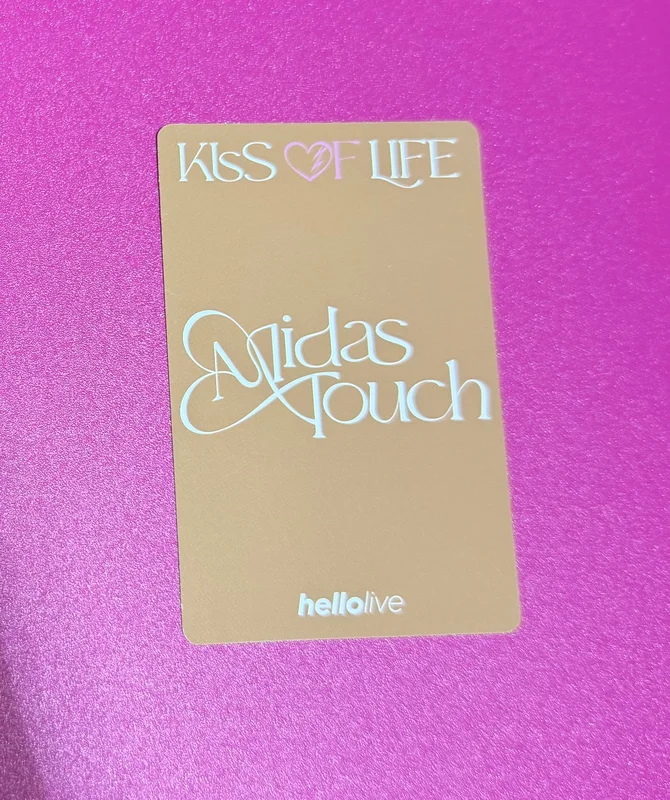 KISS OF LIFE
Midas
Touch
hellolive